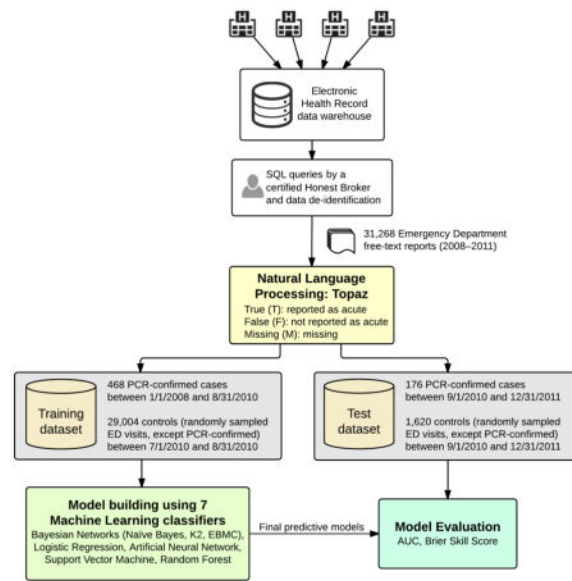 H H H H
Electronic
Health Record
data warehouse
SQL queries by a
certified Honest Broker
and data de-identification
31,268 Emergency Department
free-text reports (2008–2011)
Natural Language
Processing: Topaz
True (T): reported as acute
False (F): not reported as acute
Missing (M): missing
Training
dataset
468 PCR-confirmed cases
between 1/1/2008 and 8/31/2010
29,004 controls (randomly sampled
ED visits, except PCR-confirmed)
between 7/1/2010 and 8/31/2010
Test
dataset
176 PCR-confirmed cases
between 9/1/2010 and 12/31/2011
1,620 controls (randomly sampled
ED visits, except PCR-confirmed)
between 9/1/2010 and 12/31/2011
Model building using 7
Machine Learning classifiers
Bayesian Networks (Naïve Bayes, K2, EBMC),
Logistic Regression, Artificial Neural Network,
Support Vector Machine, Random Forest
Final predictive models
Model Evaluation
AUC, Brier Skill Score